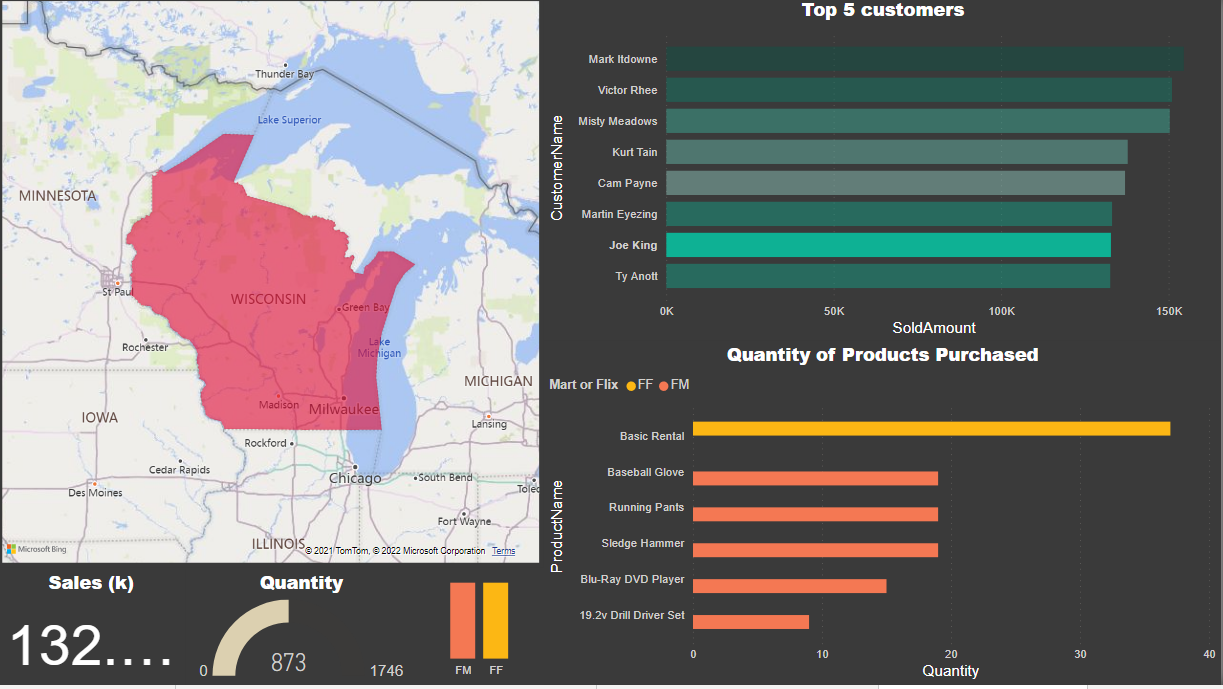 Thunder Bay
Lake Superior
MINNESOTA
St Paul
WISCONSIN
Green Bay
Lake
Michigan
Rochester
MICHIGAN
IOWA
Madison
Milwaukee
Lansing
Rockford
Cedar Rapids
Chicago
South Bend
Des Moines
Fort Wayne
ILLINOIS
Microsoft Bing
© 2021 TomTom, © 2022 Microsoft Corporation Terms
Sales (k)
132....
Quantity
0
873
1746
FM
FF
Top 5 customers
CustomerName
Mark Itdowne
Victor Rhee
Misty Meadows
Kurt Tain
Cam Payne
Martin Eyezing
Joe King
Ty Anott
0K 50K 100K 150K
SoldAmount
Quantity of Products Purchased
Mart or Flix FF FM
ProductName
Basic Rental
Baseball Glove
Running Pants
Sledge Hammer
Blu-Ray DVD Player
19.2v Drill Driver Set
0 10 20 30 40
Quantity